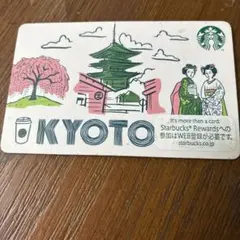 KYOTO
It's more than a card.
Starbucks® Rewardsへの
参加はWEB登録が必要です。
starbucks.co.jp